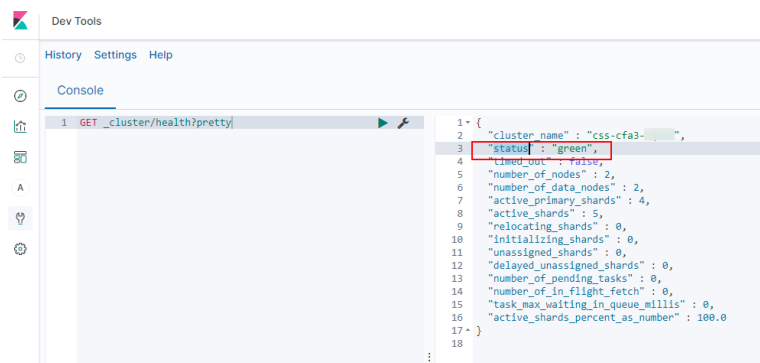 Dev Tools
History Settings Help
Console
1 GET _cluster/health?pretty
1 {
2 "cluster_name" : "css-cfa3- ",
3 "status" : "green",
4 "timed_out" : false,
5 "number_of_nodes" : 2,
6 "number_of_data_nodes" : 2,
7 "active_primary_shards" : 4,
8 "active_shards" : 5,
9 "relocating_shards" : 0,
10 "initializing_shards" : 0,
11 "unassigned_shards" : 0,
12 "delayed_unassigned_shards" : 0,
13 "number_of_pending_tasks" : 0,
14 "number_of_in_flight_fetch" : 0,
15 "task_max_waiting_in_queue_millis" : 0,
16 "active_shards_percent_as_number" : 100.0
17 }
18
A